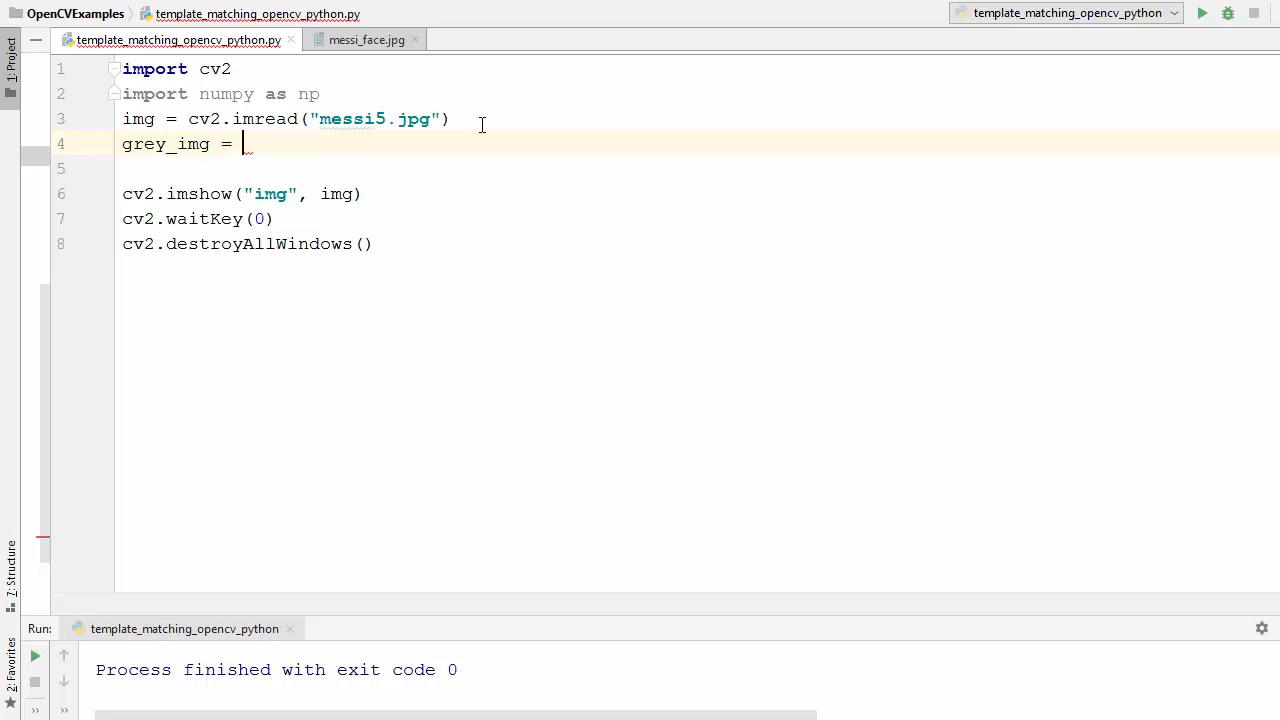 OpenCVExamples template_matching_opencv_python.py template_matching_opencv_python
1: Project
template_matching_opencv_python.py messi_face.jpg
1 import cv2
2 import numpy as np
3 img = cv2.imread("messi5.jpg")
4 grey_img =
5
6 cv2.imshow("img", img)
7 cv2.waitKey(0)
8 cv2.destroyAllWindows()
7: Structure
2: Favorites
Run: template_matching_opencv_python
Process finished with exit code 0